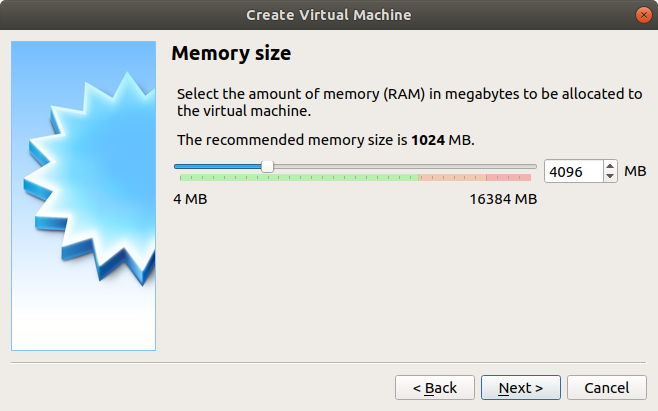 Create Virtual Machine
Memory size
Select the amount of memory (RAM) in megabytes to be allocated to
the virtual machine.
The recommended memory size is 1024 MB.
4096 MB
4 MB 16384 MB
< Back Next > Cancel